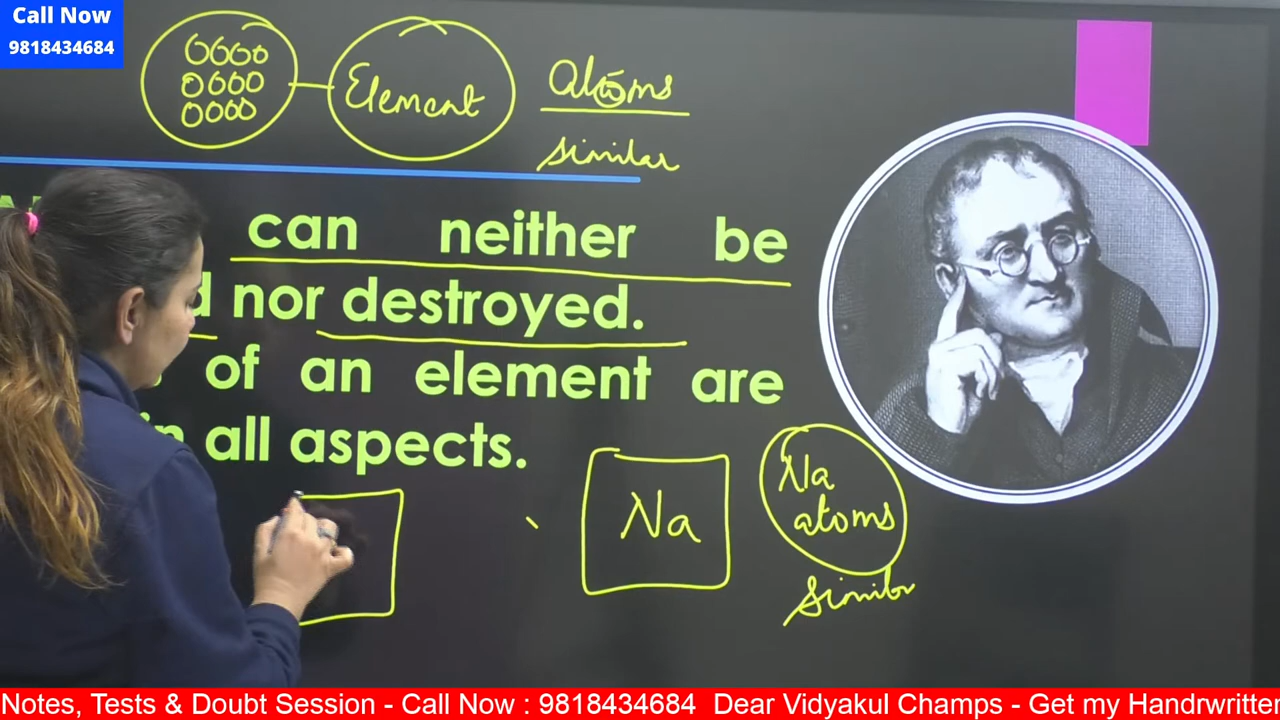 Call Now
9818434684
Element
atoms
similar
can neither be
nor destroyed.
of an element are
in all aspects.
Na
Na
atoms
Similar
Notes, Tests & Doubt Session - Call Now : 9818434684 Dear Vidyakul Champs - Get my Handrwritter